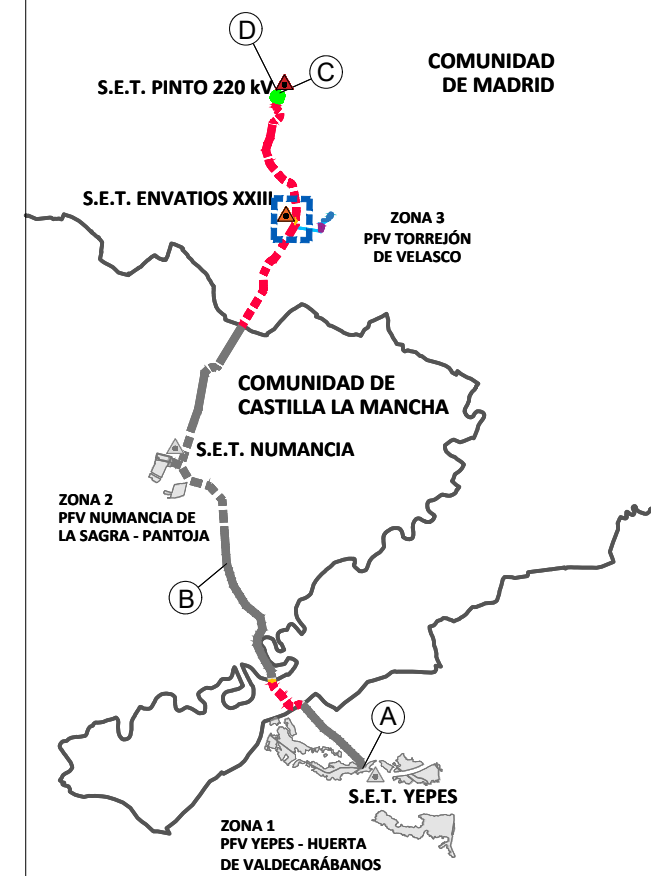 D
C
COMUNIDAD
DE MADRID
S.E.T. PINTO 220 kV
S.E.T. ENVATIOS XXIII
ZONA 3
PFV TORREJÓN
DE VELASCO
COMUNIDAD DE
CASTILLA LA MANCHA
S.E.T. NUMANCIA
ZONA 2
PFV NUMANCIA DE
LA SAGRA - PANTOJA
B
A
S.E.T. YEPES
ZONA 1
PFV YEPES - HUERTA
DE VALDECARÁBANOS